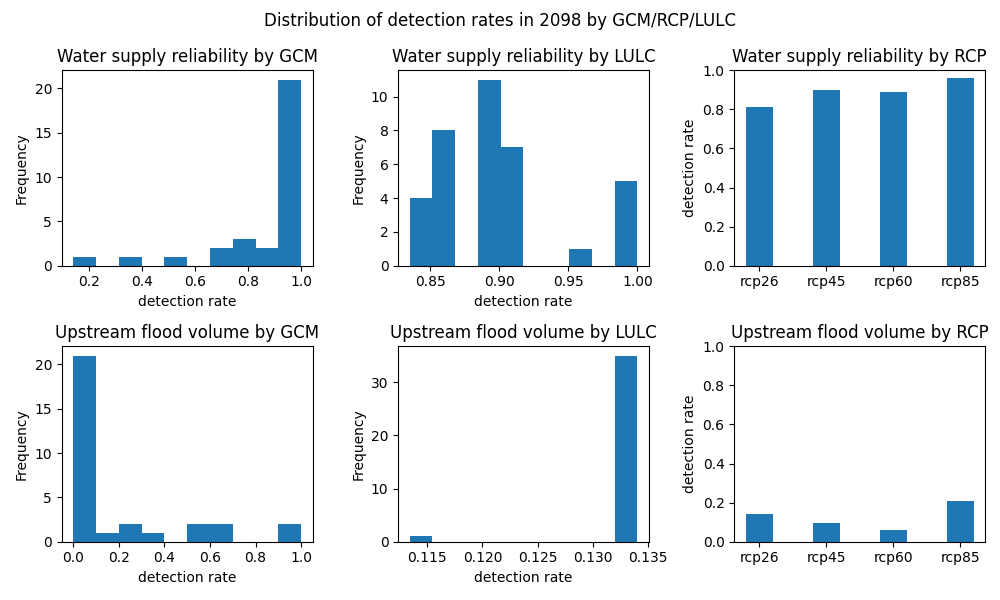 Distribution of detection rates in 2098 by GCM/RCP/LULC
Water supply reliability by GCM
Frequency
20
15
10
5
0
0.2 0.4 0.6 0.8 1.0
detection rate
Water supply reliability by LULC
Frequency
10
8
6
4
2
0
0.85 0.90 0.95 1.00
detection rate
Water supply reliability by RCP
detection rate
1.0
0.8
0.6
0.4
0.2
0.0
rcp26 rcp45 rcp60 rcp85
Upstream flood volume by GCM
Frequency
20
15
10
5
0
0.0 0.2 0.4 0.6 0.8 1.0
detection rate
Upstream flood volume by LULC
Frequency
30
20
10
0
0.115 0.120 0.125 0.130 0.135
detection rate
Upstream flood volume by RCP
detection rate
1.0
0.8
0.6
0.4
0.2
0.0
rcp26 rcp45 rcp60 rcp85